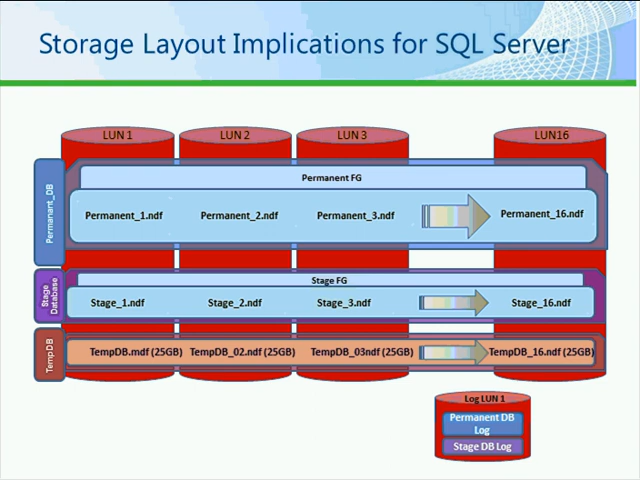 Storage Layout Implications for SQL Server
LUN 1
LUN 2
LUN 3
LUN16
Permanant_DB
Permanent FG
Permanent_1.ndf
Permanent_2.ndf
Permanent_3.ndf
Permanent_16.ndf
Stage
Database
Stage FG
Stage_1.ndf
Stage_2.ndf
Stage_3.ndf
Stage_16.ndf
TempDB
TempDB.mdf (25GB)
TempDB_02.ndf (25GB)
TempDB_03ndf (25GB)
TempDB_16.ndf (25GB)
Log LUN 1
Permanent DB
Log
Stage DB Log